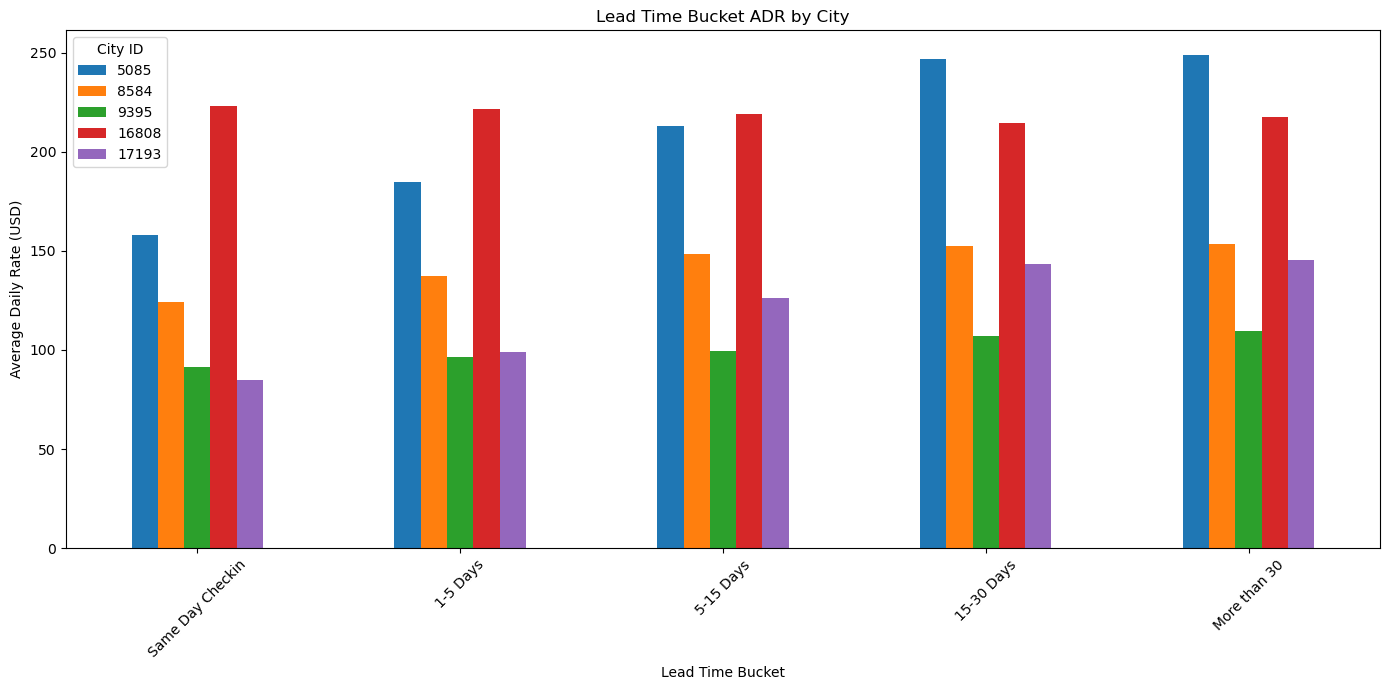 Lead Time Bucket ADR by City
City ID
5085
8584
9395
16808
17193
Average Daily Rate (USD)
250
200
150
100
50
0
Same Day Checkin
1-5 Days
5-15 Days
15-30 Days
More than 30
Lead Time Bucket